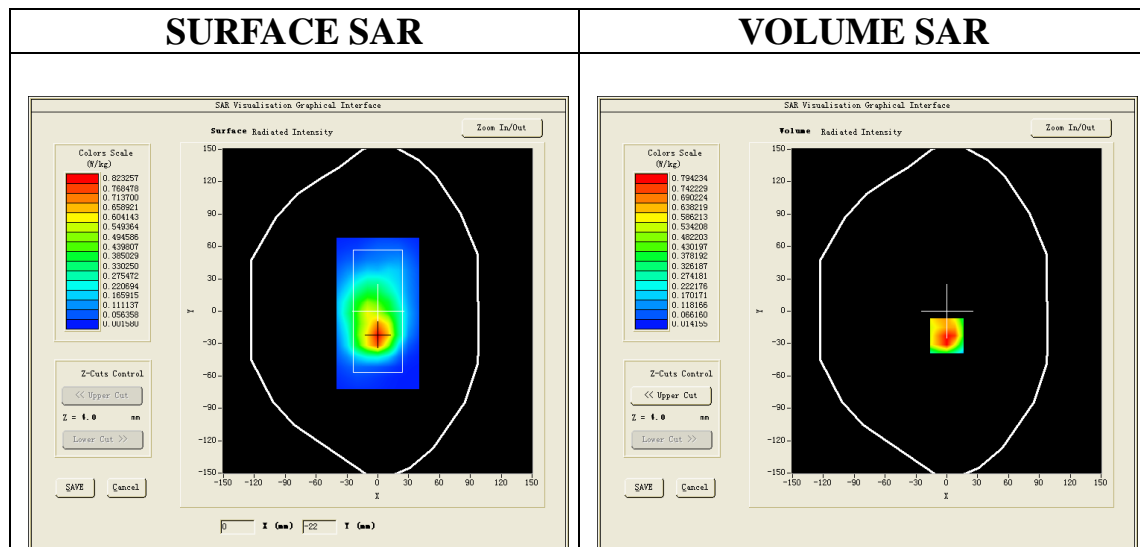 SURFACE SAR
VOLUME SAR
SAR Visualisation Graphical Interface
Surface Radiated Intensity
Zoom In/Out
Colors Scale
(W/kg)
0.823257
0.768478
0.713700
0.658921
0.604143
0.549364
0.494586
0.439807
0.385029
0.330250
0.275472
0.220694
0.165915
0.111137
0.056358
0.001580
150
120
90
60
30
0
-30
-60
-90
-120
-150
Y
-150 -120 -90 -60 -30 0 30 60 90 120 150
X
Z-Cuts Control
<< Upper Cut
Z = 4.0 mm
Lower Cut >>
SAVE
Cancel
0 X (mm) -22 Y (mm)
SAR Visualisation Graphical Interface
Volume Radiated Intensity
Zoom In/Out
Colors Scale
(W/kg)
0.794234
0.742229
0.690224
0.638219
0.586213
0.534208
0.482203
0.430197
0.378192
0.326187
0.274181
0.222176
0.170171
0.118166
0.066160
0.014155
150
120
90
60
30
0
-30
-60
-90
-120
-150
Y
-150 -120 -90 -60 -30 0 30 60 90 120 150
X
Z-Cuts Control
<< Upper Cut
Z = 4.0 mm
Lower Cut >>
SAVE
Cancel